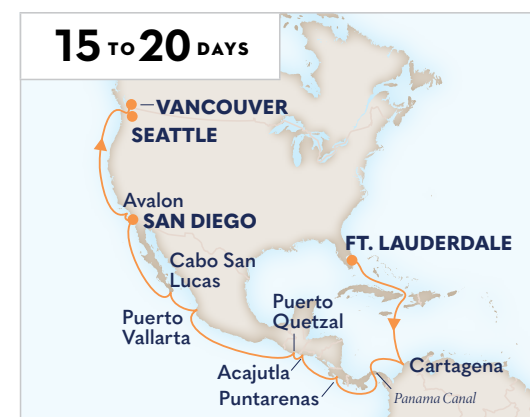 15 TO 20 DAYS
VANCOUVER
SEATTLE
Avalon
SAN DIEGO
FT. LAUDERDALE
Cabo San
Lucas
Puerto
Vallarta
Puerto
Quetzal
Acajutla
Puntarenas
Cartagena
Panama Canal